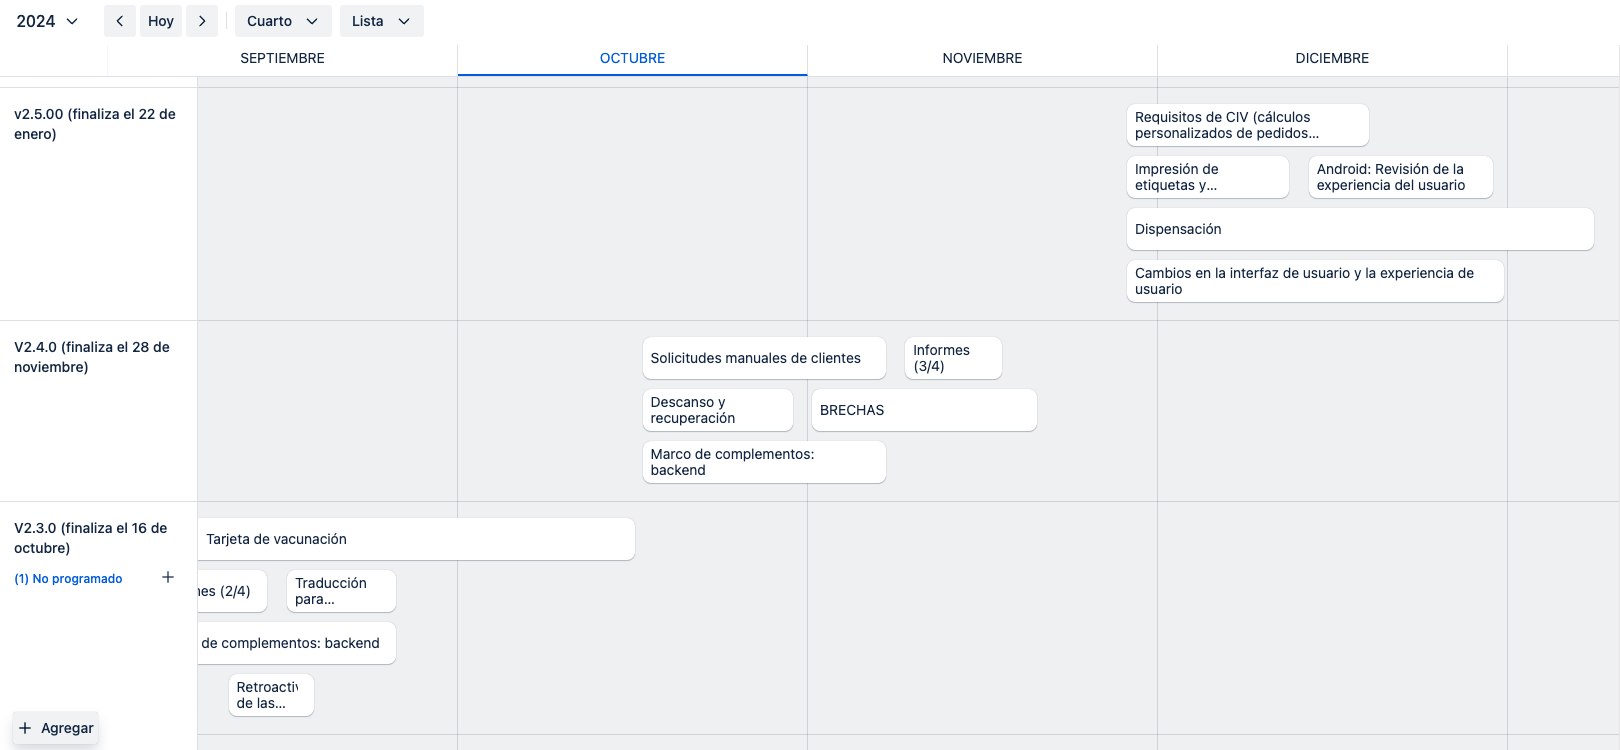 2024
Hoy
Cuarto
Lista
SEPTIEMBRE
OCTUBRE
NOVIEMBRE
DICIEMBRE
v2.5.00 (finaliza el 22 de
enero)
Requisitos de CIV (cálculos
personalizados de pedidos...
Impresión de
etiquetas y...
Android: Revisión de la
experiencia del usuario
Dispensación
Cambios en la interfaz de usuario y la experiencia de
usuario
V2.4.0 (finaliza el 28 de
noviembre)
Solicitudes manuales de clientes
Informes
(3/4)
Descanso y
recuperación
BRECHAS
Marco de complementos:
backend
V2.3.0 (finaliza el 16 de
octubre)
(1) No programado
Tarjeta de vacunación
nes (2/4)
Traducción
para...
de complementos: backend
Retroactiv
de las...
Agregar